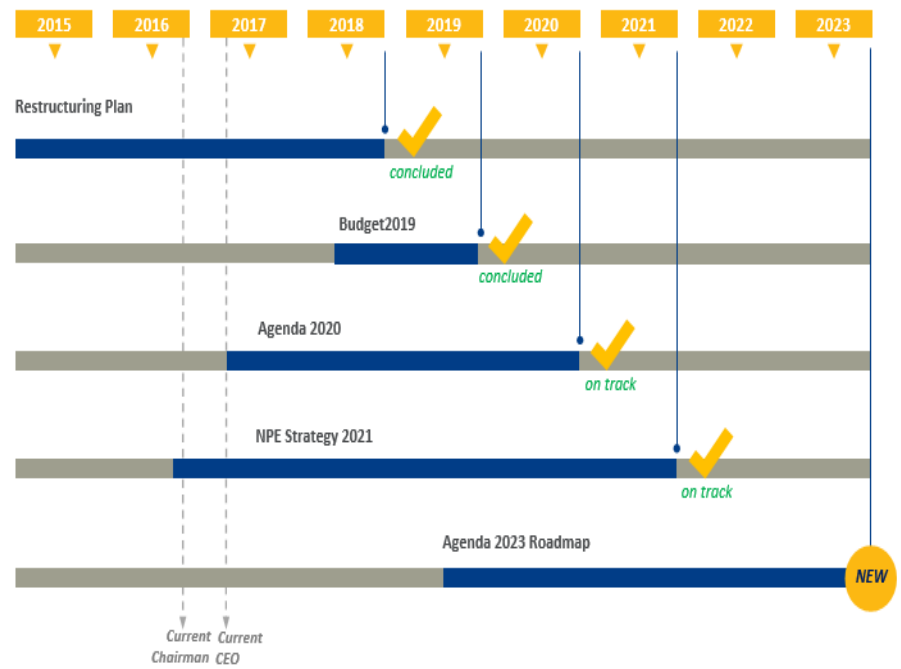 2015 2016 2017 2018 2019 2020 2021 2022 2023
Restructuring Plan
concluded
Budget2019
concluded
Agenda 2020
on track
NPE Strategy 2021
on track
Agenda 2023 Roadmap
NEW
Current Current
Chairman CEO